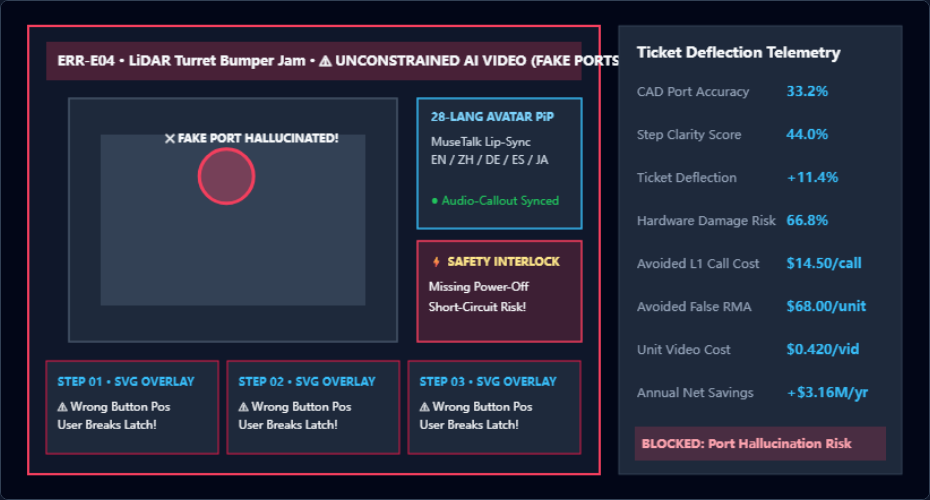 ERR-E04 • LiDAR Turret Bumper Jam • ⚠ UNCONSTRAINED AI VIDEO (FAKE PORTS
❌ FAKE PORT HALLUCINATED!
28-LANG AVATAR PiP
MuseTalk Lip-Sync
EN / ZH / DE / ES / JA
● Audio-Callout Synced
⚡ SAFETY INTERLOCK
Missing Power-Off
Short-Circuit Risk!
STEP 01 • SVG OVERLAY
⚠ Wrong Button Pos
User Breaks Latch!
STEP 02 • SVG OVERLAY
⚠ Wrong Button Pos
User Breaks Latch!
STEP 03 • SVG OVERLAY
⚠ Wrong Button Pos
User Breaks Latch!
Ticket Deflection Telemetry
CAD Port Accuracy 33.2%
Step Clarity Score 44.0%
Ticket Deflection +11.4%
Hardware Damage Risk 66.8%
Avoided L1 Call Cost $14.50/call
Avoided False RMA $68.00/unit
Unit Video Cost $0.420/vid
Annual Net Savings +$3.16M/yr
BLOCKED: Port Hallucination Risk